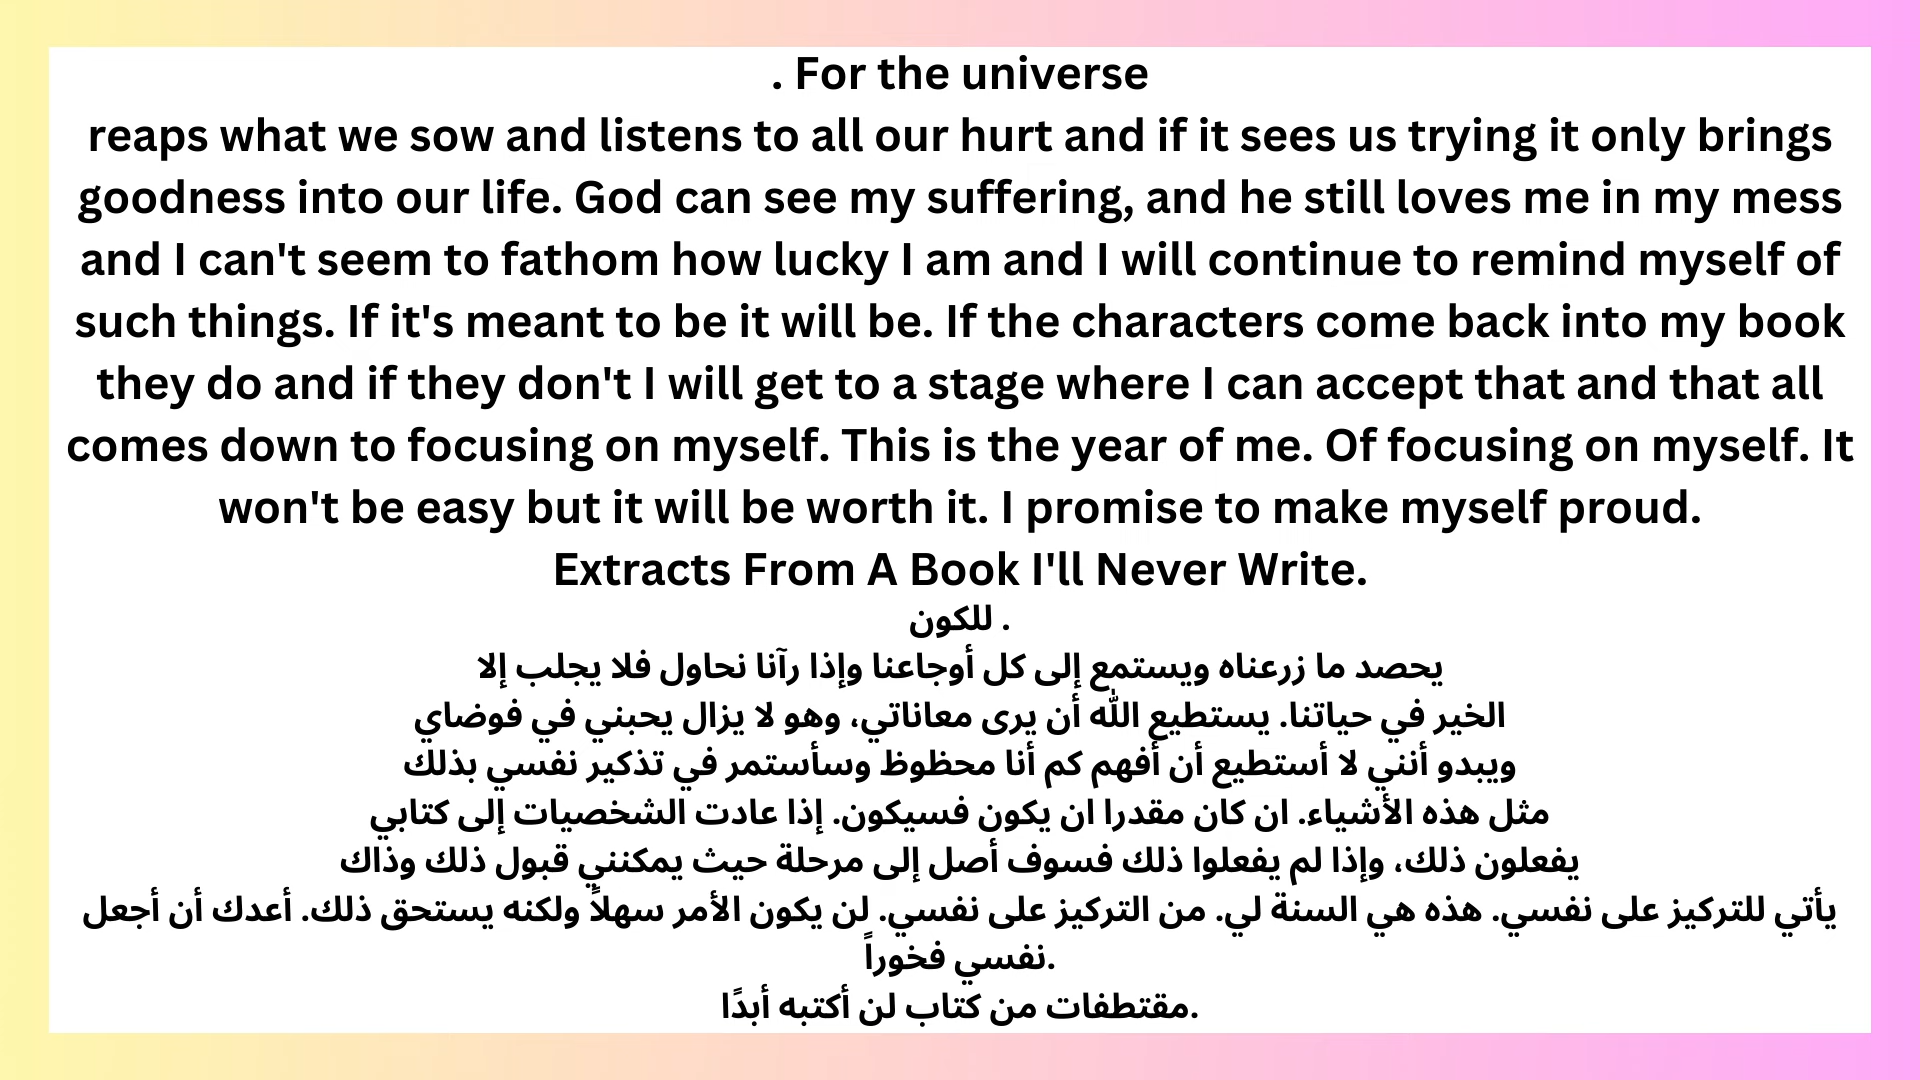 . For the universe
reaps what we sow and listens to all our hurt and if it sees us trying it only brings
goodness into our life. God can see my suffering, and he still loves me in my mess
and I can't seem to fathom how lucky I am and I will continue to remind myself of
such things. If it's meant to be it will be. If the characters come back into my book
they do and if they don't I will get to a stage where I can accept that and that all
comes down to focusing on myself. This is the year of me. Of focusing on myself. It
won't be easy but it will be worth it. I promise to make myself proud.
Extracts From A Book I'll Never Write.
. للكون
يحصد ما زرعناه ويستمع إلى كل أوجاعنا وإذا رآنا نحاول فلا يجلب إلا
الخير في حياتنا. يستطيع الله أن يرى معاناتي، وهو لا يزال يحبني في فوضاي
ويبدو أنني لا أستطيع أن أفهم كم أنا محظوظ وسأستمر في تذكير نفسي بذلك
مثل هذه الأشياء. ان كان مقدرا ان يكون فسيكون. إذا عادت الشخصيات إلى كتابي
يفعلون ذلك، وإذا لم يفعلوا ذلك فسوف أصل إلى مرحلة حيث يمكنني قبول ذلك وذاك
يأتي للتركيز على نفسي. هذه هي السنة لي. من التركيز على نفسي. لن يكون الأمر سهلاً ولكنه يستحق ذلك. أعدك أن أجعل
نفسي فخوراً.
مقتطفات من كتاب لن أكتبه أبدًا.